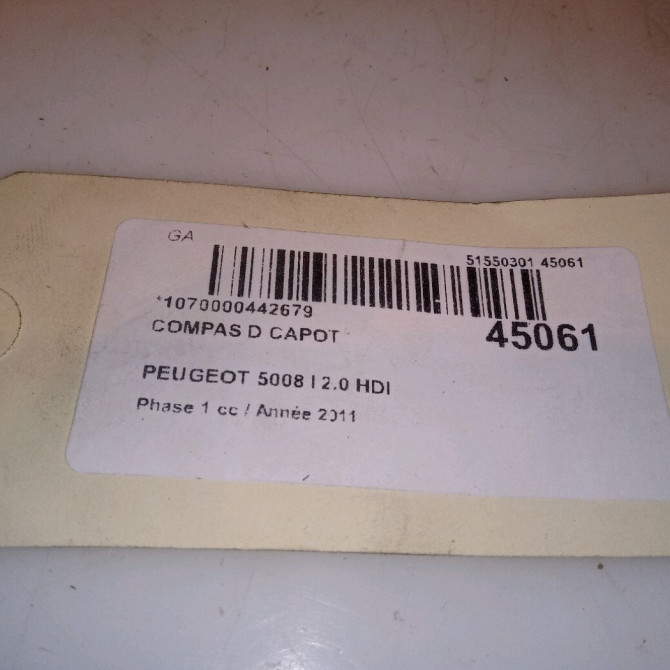 GA
51550301 45061
*1070000442679
45061
COMPAS D CAPOT
PEUGEOT 5008 I 2.0 HDI
Phase 1 cc / Année 2011